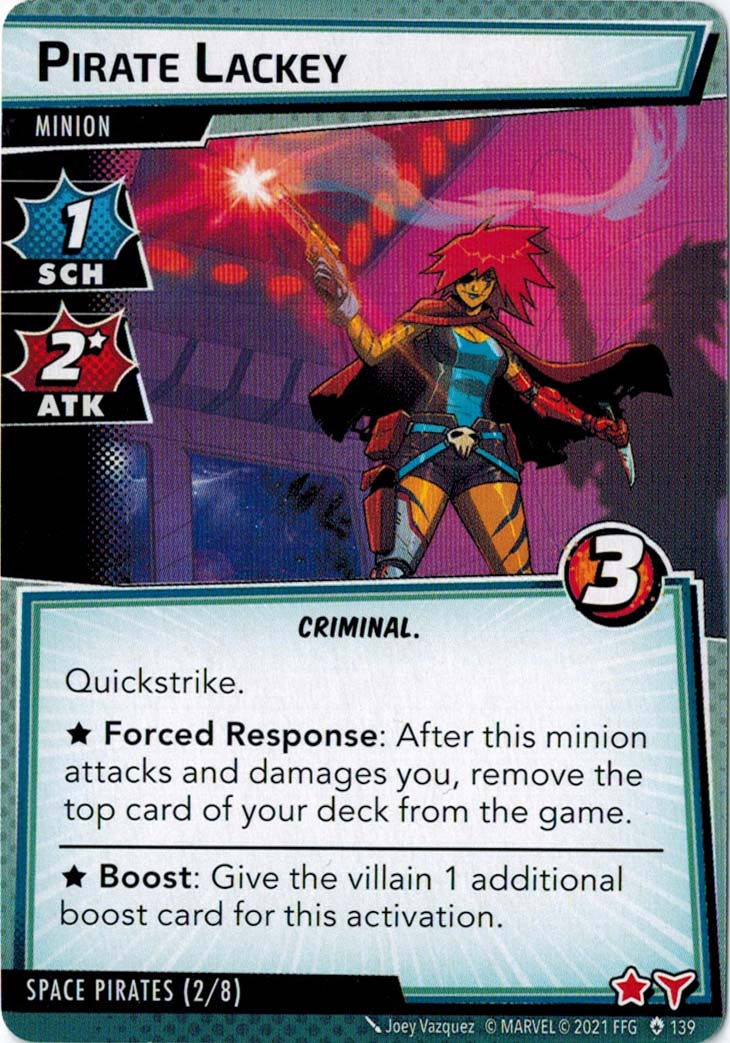 PIRATE LACKEY
MINION
1
SCH
2★
ATK
3
CRIMINAL.
Quickstrike.
★ Forced Response: After this minion
attacks and damages you, remove the
top card of your deck from the game.
★ Boost: Give the villain 1 additional
boost card for this activation.
SPACE PIRATES (2/8)
Joey Vazquez © MARVEL © 2021 FFG 139